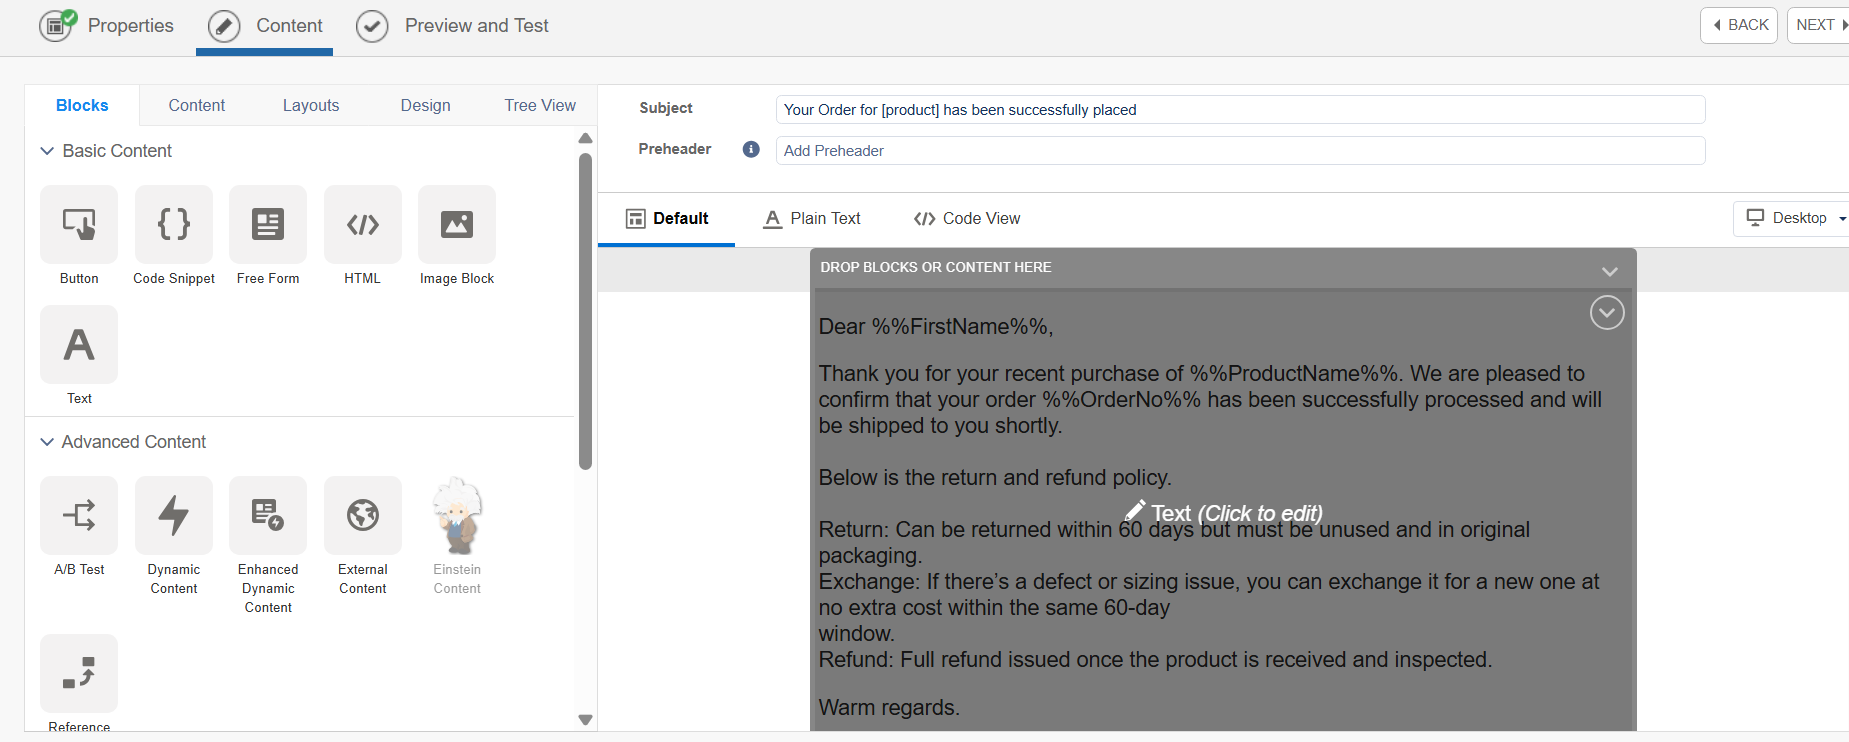 Properties
Content
Preview and Test
BACK
NEXT
Blocks
Content
Layouts
Design
Tree View
Basic Content
Button
Code Snippet
Free Form
HTML
Image Block
Text
Advanced Content
A/B Test
Dynamic
Content
Enhanced
Dynamic
Content
External
Content
Einstein
Content
Reference
Subject
Your Order for [product] has been successfully placed
Preheader
Add Preheader
Default
Plain Text
Code View
Desktop
DROP BLOCKS OR CONTENT HERE
Dear %%FirstName%%,
Thank you for your recent purchase of %%ProductName%%. We are pleased to
confirm that your order %%OrderNo%% has been successfully processed and will
be shipped to you shortly.
Below is the return and refund policy.
Text (Click to edit)
Return: Can be returned within 60 days but must be unused and in original
packaging.
Exchange: If there’s a defect or sizing issue, you can exchange it for a new one at
no extra cost within the same 60-day
window.
Refund: Full refund issued once the product is received and inspected.
Warm regards.